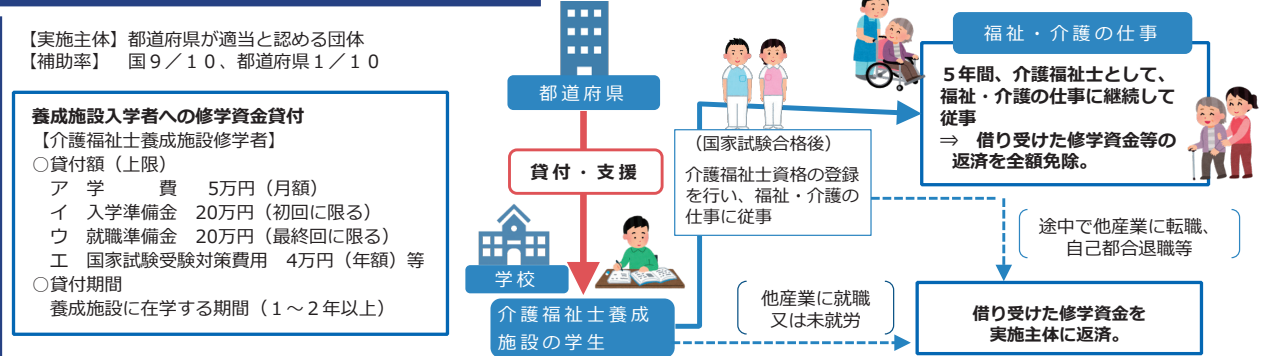 【実施主体】都道府県が適当と認める団体
【補助率】　国９／１０、都道府県１／１０
養成施設入学者への修学資金貸付
【介護福祉士養成施設修学者】
○貸付額（上限）
ア　学　　　費　　5万円（月額）
イ　入学準備金　20万円（初回に限る）
ウ　就職準備金　20万円（最終回に限る）
エ　国家試験受験対策費用　4万円（年額）等
○貸付期間
養成施設に在学する期間（１～２年以上）
都道府県
貸付・支援
学校
介護福祉士養成
施設の学生
（国家試験合格後）
介護福祉士資格の登録
を行い、福祉・介護の
仕事に従事
他産業に就職
又は未就労
福祉・介護の仕事
５年間、介護福祉士として、
福祉・介護の仕事に継続して
従事
⇒　借り受けた修学資金等の
返済を全額免除。
途中で他産業に転職、
自己都合退職等
借り受けた修学資金を
実施主体に返済。